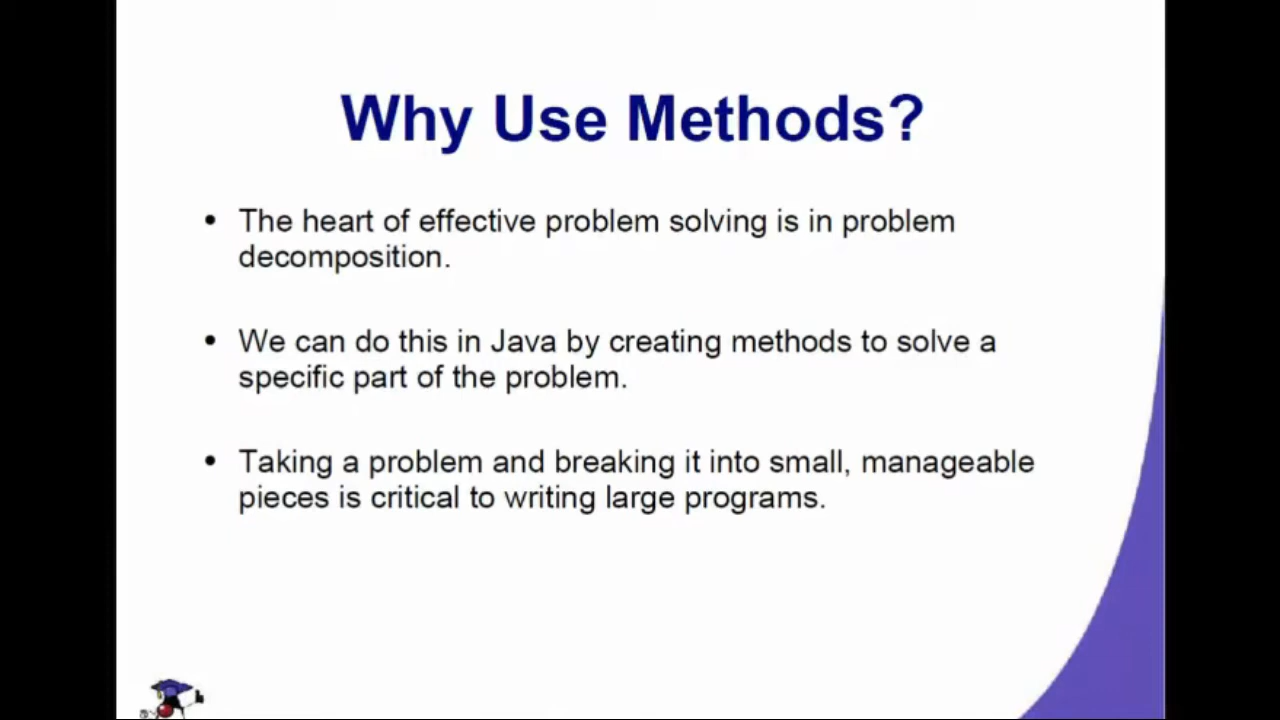 Why Use Methods?
• The heart of effective problem solving is in problem
decomposition.
• We can do this in Java by creating methods to solve a
specific part of the problem.
• Taking a problem and breaking it into small, manageable
pieces is critical to writing large programs.